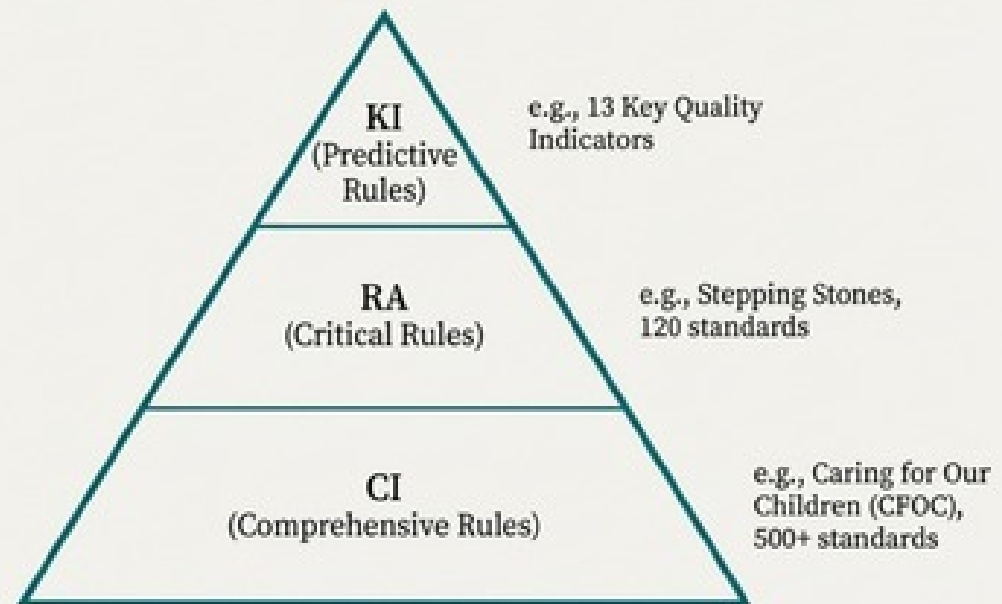 KI
(Predictive
Rules)
e.g., 13 Key Quality
Indicators
RA
(Critical Rules)
e.g., Stepping Stones,
120 standards
CI
(Comprehensive Rules)
e.g., Caring for Our
Children (CFOC),
500+ standards